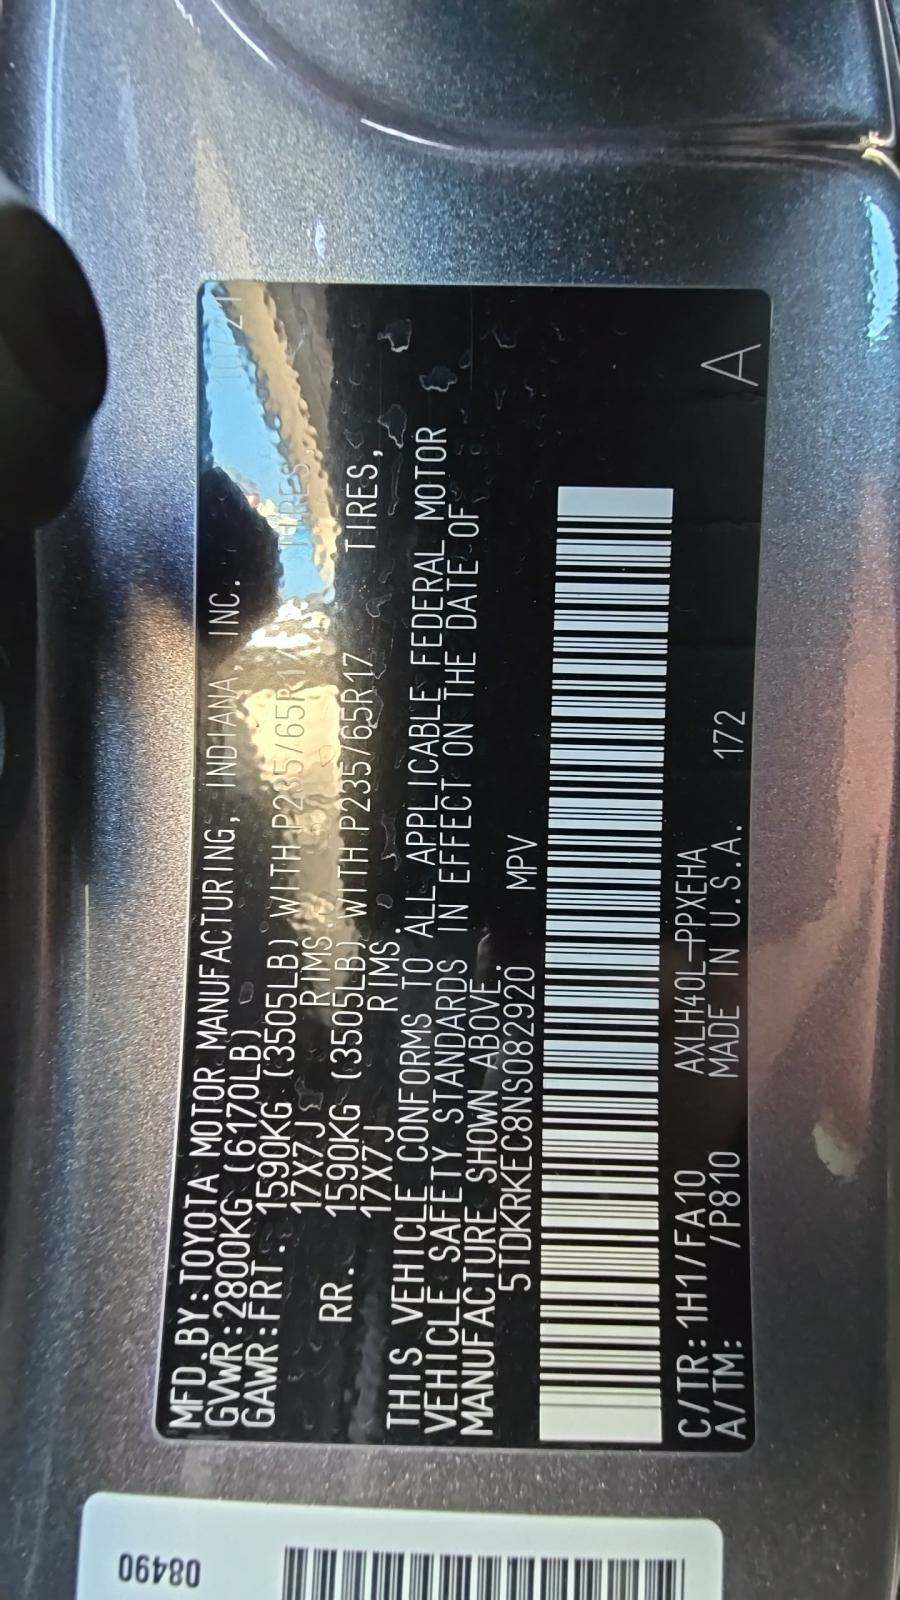 MFD.BY:TOYOTA MOTOR MANUFACTURING, INDIANA, INC. 10/21
GVWR:2800KG(6170LB)
GAWR:FRT. 1590KG (3505LB) WITH P235/65R17 TIRES,
17X7J RIMS.
RR. 1590KG (3505LB) WITH P235/65R17 TIRES,
17X7J RIMS.
THIS VEHICLE CONFORMS TO ALL APPLICABLE FEDERAL MOTOR
VEHICLE SAFETY STANDARDS IN EFFECT ON THE DATE OF
MANUFACTURE SHOWN ABOVE.
5TDKRKEC8NS082920 MPV
C/TR:1H1/FA10 AXLH40L-PPXEHA
A/TM: /P810 MADE IN U.S.A. 172 A
08490